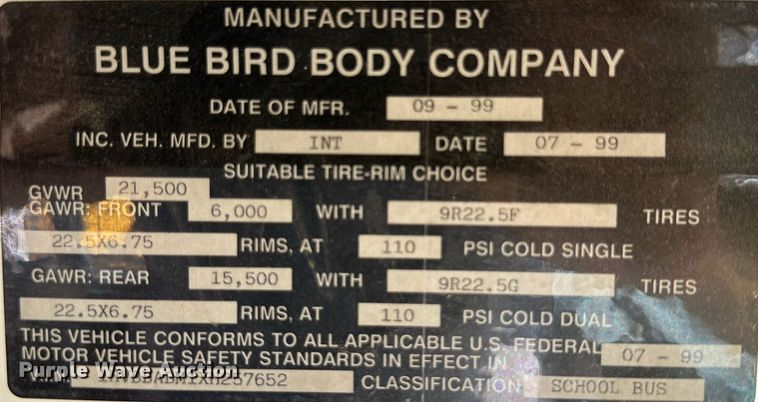 MANUFACTURED BY
BLUE BIRD BODY COMPANY
DATE OF MFR. 09 - 99
INC. VEH. MFD. BY INT DATE 07 - 99
SUITABLE TIRE-RIM CHOICE
GVWR 21,500
GAWR: FRONT 6,000 WITH 9R22.5F TIRES
22.5X6.75 RIMS, AT 110 PSI COLD SINGLE
GAWR: REAR 15,500 WITH 9R22.5G TIRES
22.5X6.75 RIMS, AT 110 PSI COLD DUAL
THIS VEHICLE CONFORMS TO ALL APPLICABLE U.S. FEDERAL
MOTOR VEHICLE SAFETY STANDARDS IN EFFECT IN 07 - 99
V.I.N. CLASSIFICATION SCHOOL BUS
Purple Wave Auction